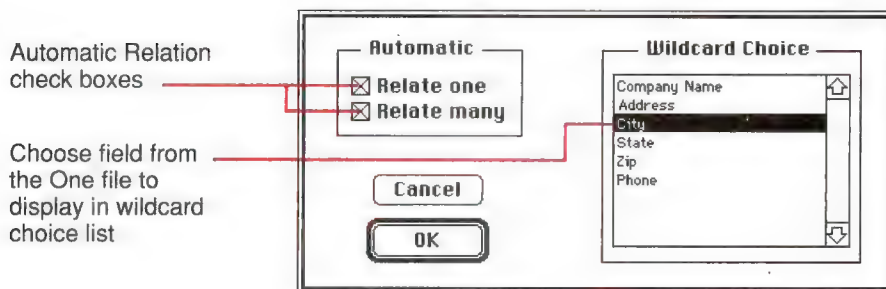 Automatic Relation
check boxes
Choose field from
the One file to
display in wildcard
choice list
Automatic
Relate one
Relate many
Cancel
OK
Wildcard Choice
Company Name
Address
City
State
Zip
Phone